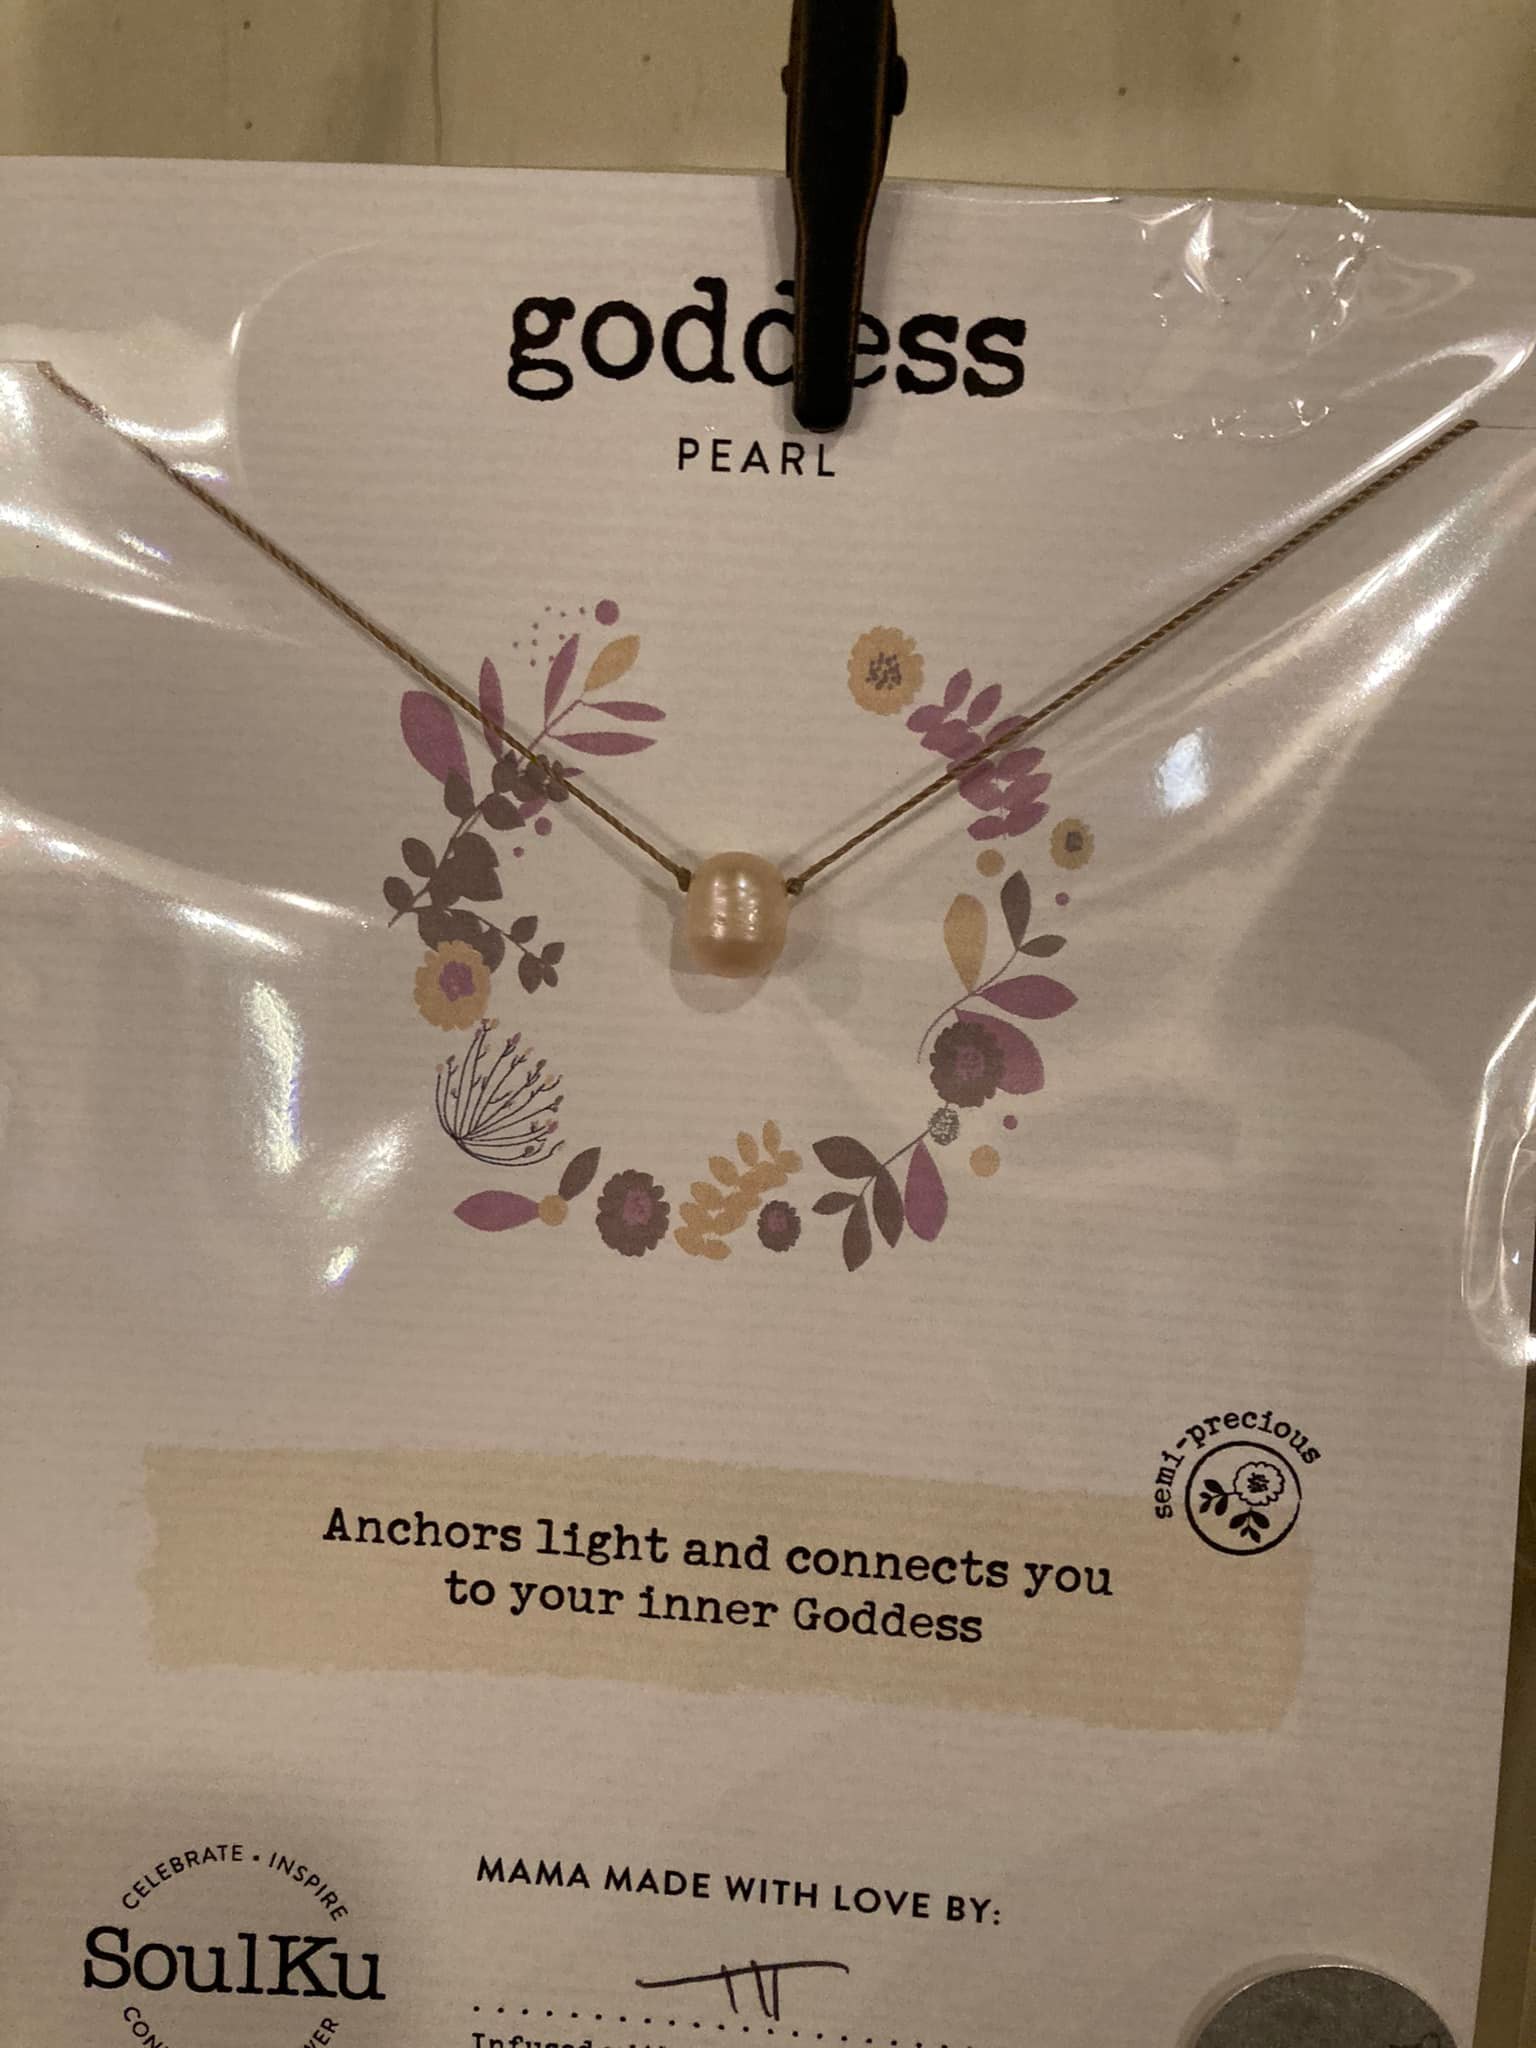 goddess
PEARL
semi-precious
Anchors light and connects you
to your inner Goddess
CELEBRATE • INSPIRE
SoulKu
MAMA MADE WITH LOVE BY: